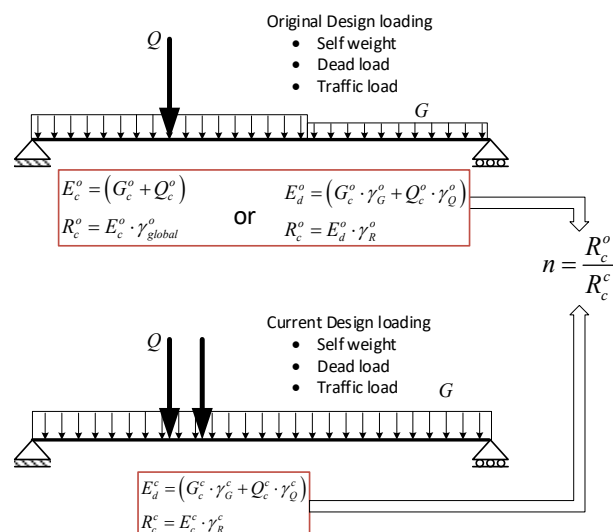 Original Design loading
• Self weight
• Dead load
• Traffic load
Q
G
E_c^o = (G_c^o + Q_c^o)
R_c^o = E_c^o · γ_global^o
or
E_d^o = (G_c^o · γ_G^o + Q_c^o · γ_Q^o)
R_c^o = E_d^o · γ_R^o
n = R_c^o / R_c^c
Current Design loading
• Self weight
• Dead load
• Traffic load
Q
G
E_d^c = (G_c^c · γ_G^c + Q_c^c · γ_Q^c)
R_c^c = E_c^c · γ_R^c